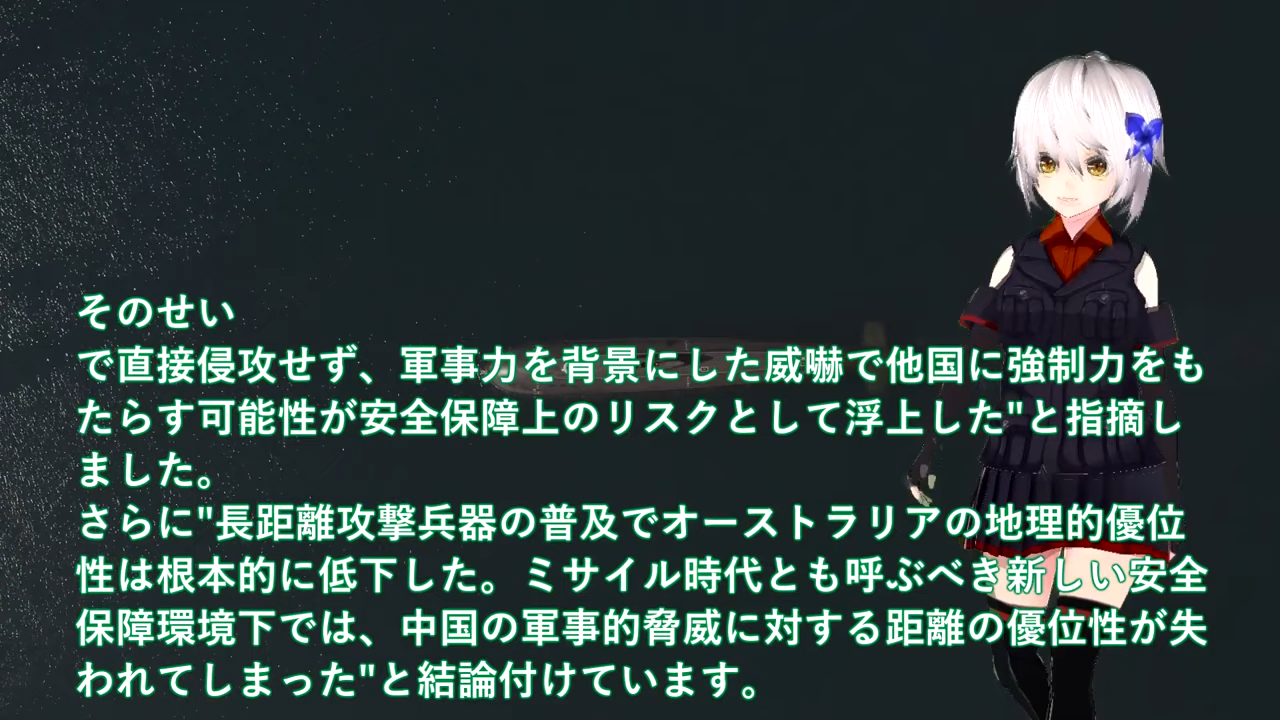 そのせい
で直接侵攻せず、軍事力を背景にした威嚇で他国に強制力をも
たらす可能性が安全保障上のリスクとして浮上した"と指摘し
ました。
さらに"長距離攻撃兵器の普及でオーストラリアの地理的優位
性は根本的に低下した。ミサイル時代とも呼ぶべき新しい安全
保障環境下では、中国の軍事的脅威に対する距離の優位性が失
われてしまった"と結論付けています。